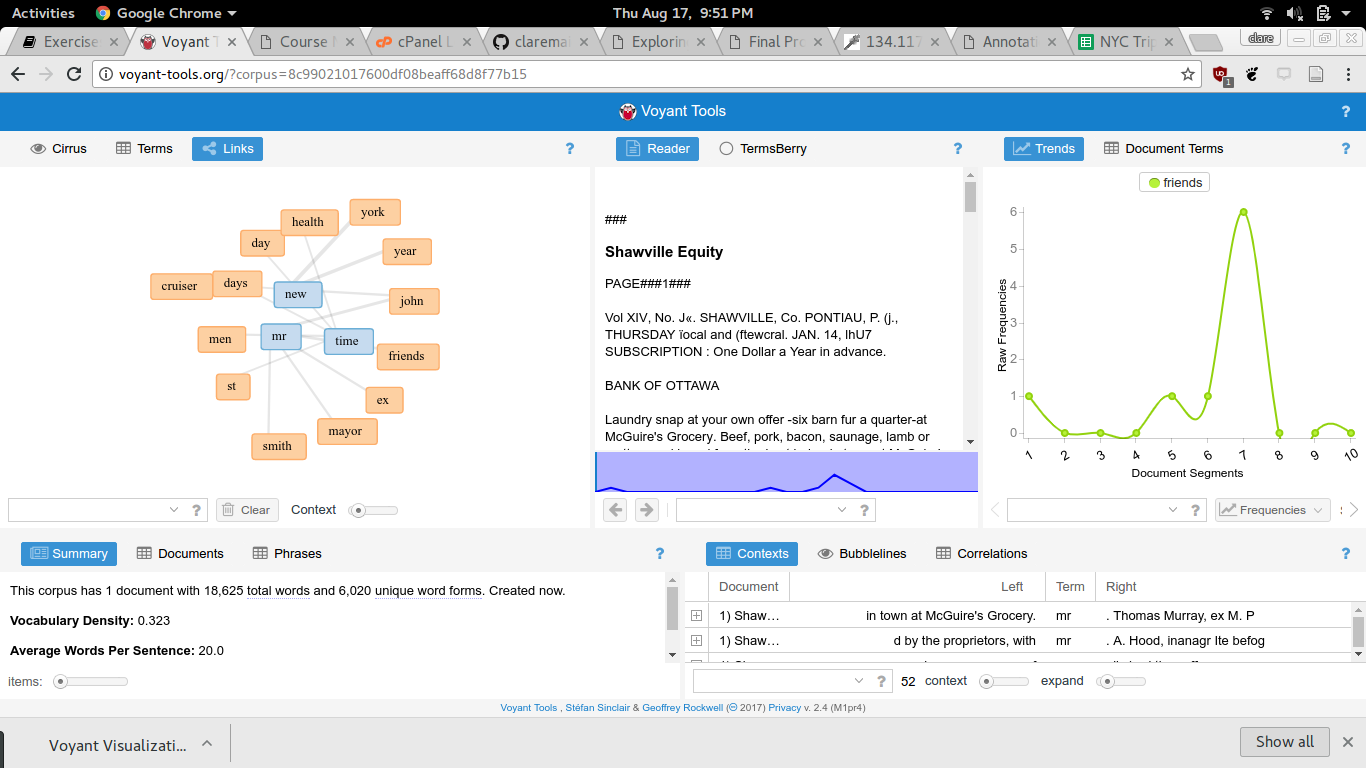 Activities Google Chrome Thu Aug 17, 9:51 PM
Exercise Voyant T Course M cPanel L clarema Explorin Final Pro 134.117 Annotati NYC Trip clare
voyant-tools.org/?corpus=8c99021017600df08beaff68d8f77b15
Voyant Tools ?
Cirrus Terms Links ?
Reader TermsBerry ?
Trends Document Terms ?
york
health
day
year
cruiser
days
new
john
men
mr
time
friends
st
ex
mayor
smith
? Clear Context
###
Shawville Equity
PAGE###1###
Vol XIV, No. J«. SHAWVILLE, Co. PONTIAU, P. (j.,
THURSDAY ïocal and (ftewcral. JAN. 14, lhU7
SUBSCRIPTION : One Dollar a Year in advance.
BANK OF OTTAWA
Laundry snap at your own offer -six barn fur a quarter-at
McGuire's Grocery. Beef, pork, bacon, saunage, lamb or
?
friends
Raw Frequencies
6
5
4
3
2
1
0
1 2 3 4 5 6 7 8 9 10
Document Segments
? Frequencies
Summary Documents Phrases ?
This corpus has 1 document with 18,625 total words and 6,020 unique word forms. Created now.
Vocabulary Density: 0.323
Average Words Per Sentence: 20.0
items:
Contexts Bubblelines Correlations ?
Document Left Term Right
1) Shaw… in town at McGuire's Grocery. mr . Thomas Murray, ex M. P
1) Shaw… d by the proprietors, with mr . A. Hood, inanagr Ite befog
? 52 context expand
Voyant Tools , Stéfan Sinclair & Geoffrey Rockwell (🄯 2017) Privacy v. 2.4 (M1pr4)
Voyant Visualizati... Show all